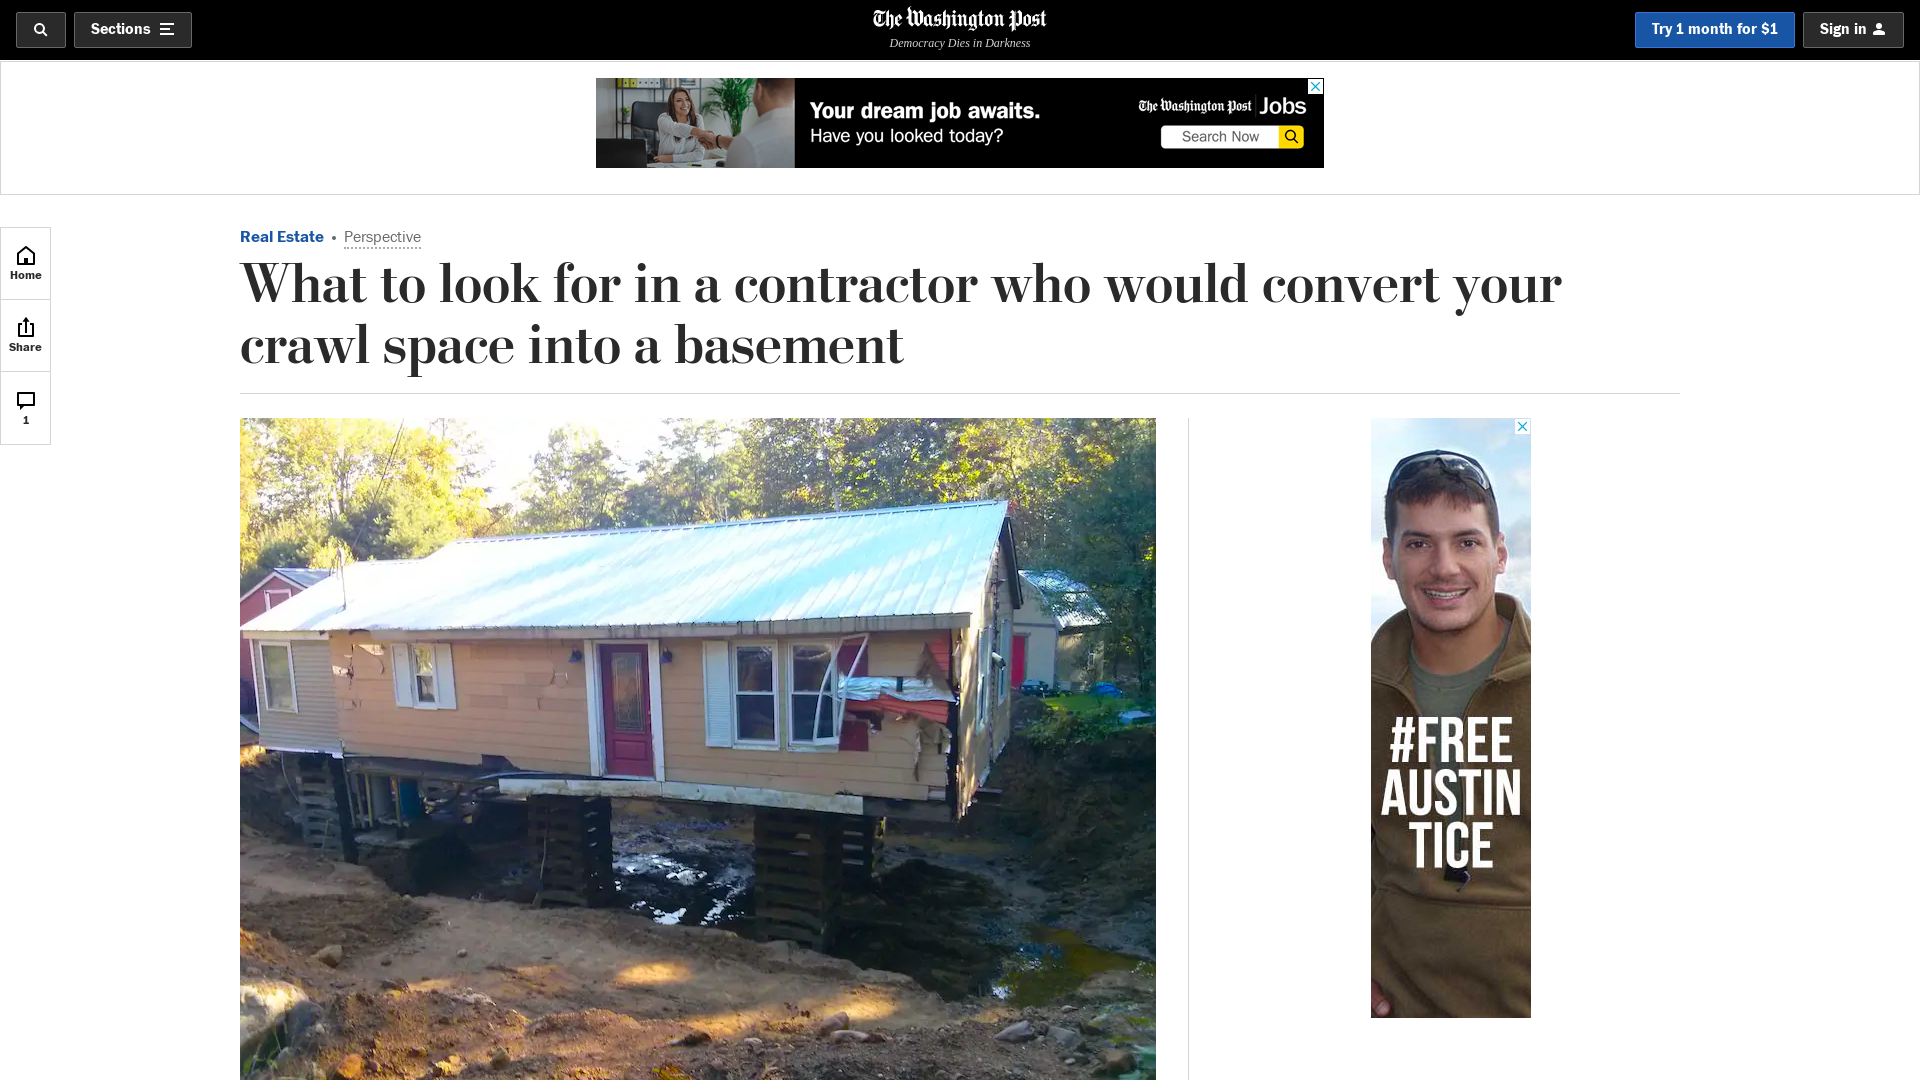 Sections
The Washington Post
Democracy Dies in Darkness
Try 1 month for $1
Sign in
Your dream job awaits.
Have you looked today?
The Washington Post Jobs
Search Now
Home
Share
1
Real Estate • Perspective
What to look for in a contractor who would convert your
crawl space into a basement
#FREE
AUSTIN
TICE